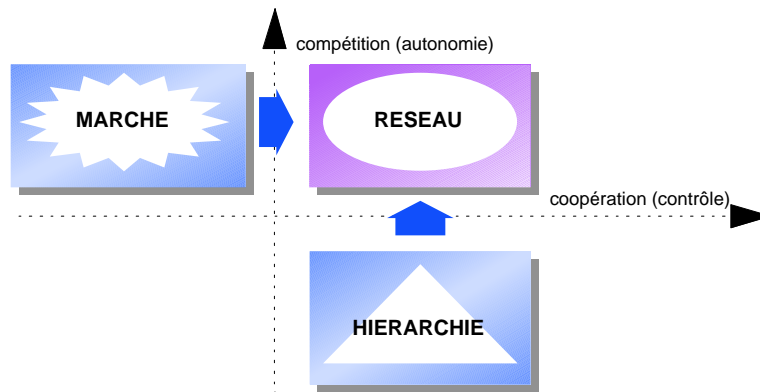 compétition (autonomie)
MARCHE
RESEAU
coopération (contrôle)
HIERARCHIE